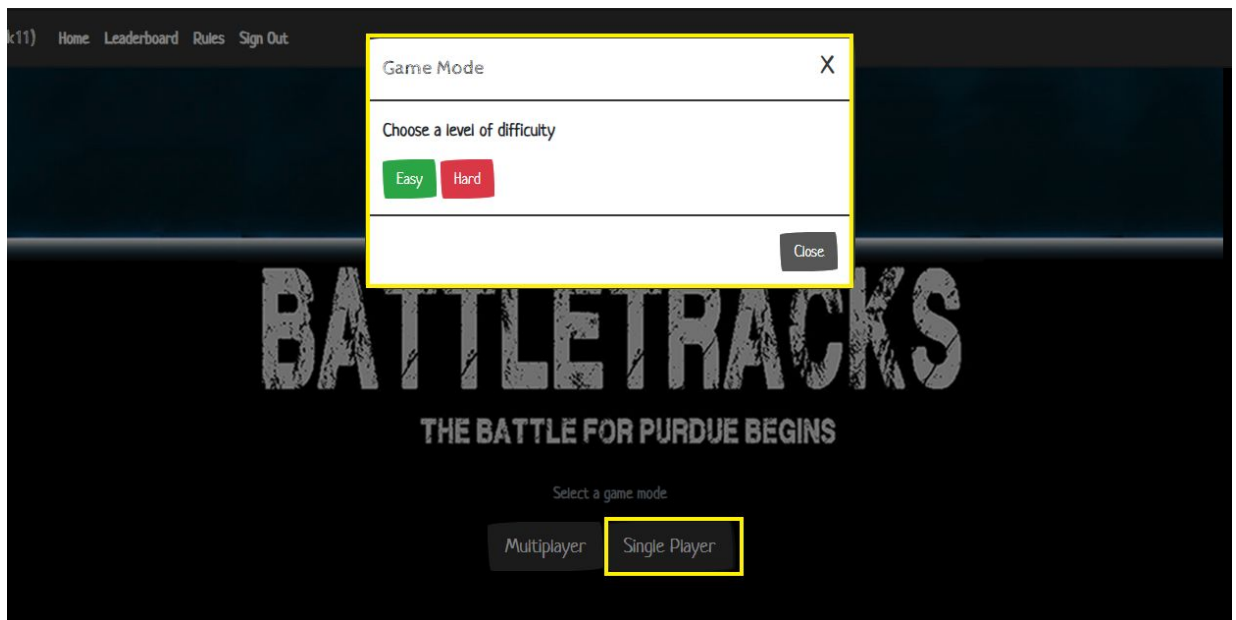 k11) Home Leaderboard Rules Sign Out
Game Mode X
Choose a level of difficulty
Easy Hard
Close
BATTLETRACKS
THE BATTLE FOR PURDUE BEGINS
Select a game mode
Multiplayer Single Player